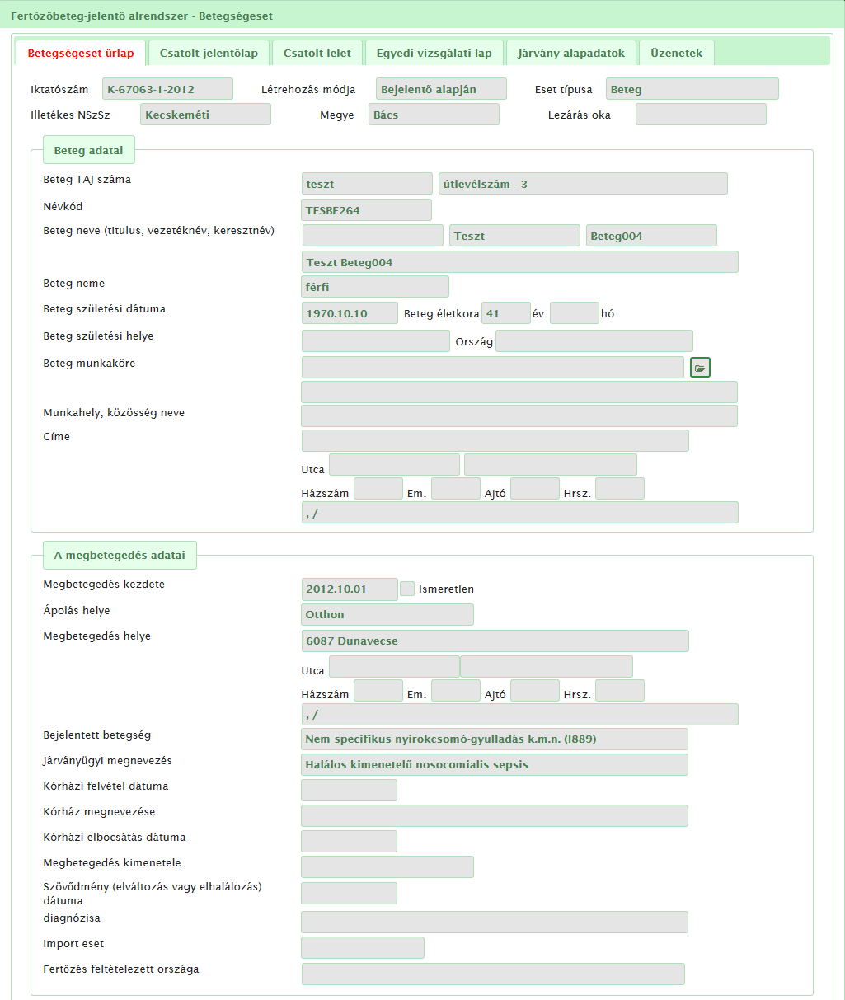 Fertőzőbeteg-jelentő alrendszer - Betegségeset
Betegségeset űrlap Csatolt jelentőlap Csatolt lelet Egyedi vizsgálati lap Járvány alapadatok Üzenetek
Iktatószám K-67063-1-2012 Létrehozás módja Bejelentő alapján Eset típusa Beteg
Illetékes NSzSz Kecskeméti Megye Bács Lezárás oka
Beteg adatai
Beteg TAJ száma teszt útlevélszám - 3
Névkód TESBE264
Beteg neve (titulus, vezetéknév, keresztnév) Teszt Beteg004
Teszt Beteg004
Beteg neme férfi
Beteg születési dátuma 1970.10.10 Beteg életkora 41 év hó
Beteg születési helye Ország
Beteg munkaköre
Munkahely, közösség neve
Címe
Utca
Házszám Em. Ajtó Hrsz.
, /
A megbetegedés adatai
Megbetegedés kezdete 2012.10.01 Ismeretlen
Ápolás helye Otthon
Megbetegedés helye 6087 Dunavecse
Utca
Házszám Em. Ajtó Hrsz.
, /
Bejelentett betegség Nem specifikus nyirokcsomó-gyulladás k.m.n. (I889)
Járványügyi megnevezés Halálos kimenetelű nosocomialis sepsis
Kórházi felvétel dátuma
Kórház megnevezése
Kórházi elbocsátás dátuma
Megbetegedés kimenetele
Szövődmény (elváltozás vagy elhalálozás)
dátuma
diagnózisa
Import eset
Fertőzés feltételezett országa